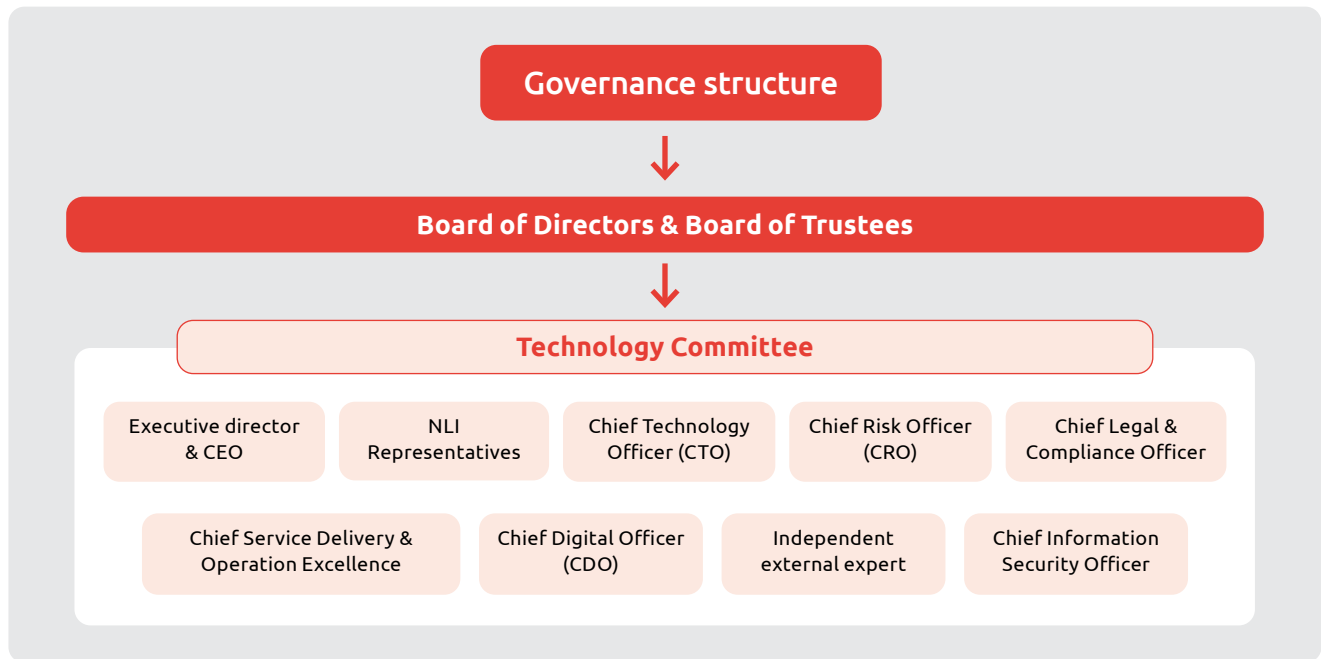 Governance structure
Board of Directors & Board of Trustees
Technology Committee
Executive director
& CEO
NLI
Representatives
Chief Technology
Officer (CTO)
Chief Risk Officer
(CRO)
Chief Legal &
Compliance Officer
Chief Service Delivery &
Operation Excellence
Chief Digital Officer
(CDO)
Independent
external expert
Chief Information
Security Officer